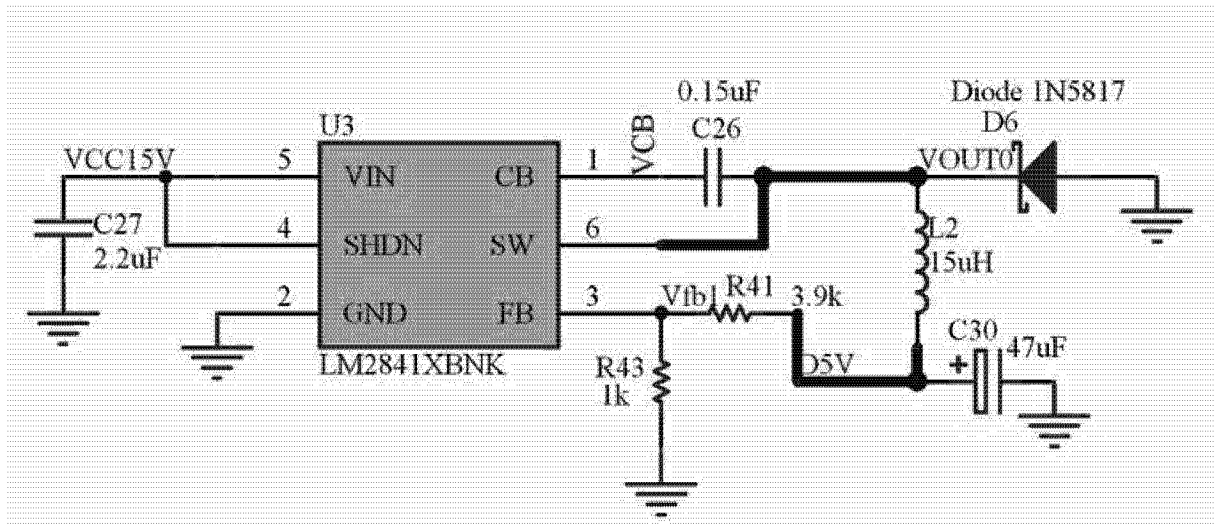 0.15uF
Diode 1N5817
U3
C26
D6
VCC15V
5
VIN
CB
1
VCB
VOUT0
C27
2.2uF
4
SHDN
SW
6
L2
15uH
2
GND
FB
3
Vfb1
R41
3.9k
C30
47uF
LM2841XBNK
R43
1k
D5V
+